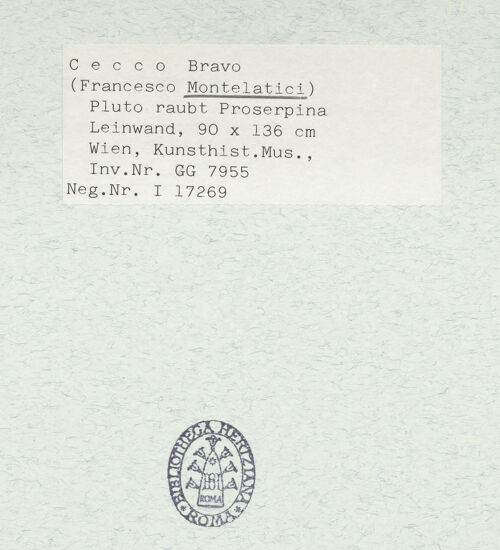 C e c c o Bravo
(Francesco Montelatici)
Pluto raubt Proserpina
Leinwand, 90 x 136 cm
Wien, Kunsthist.Mus.,
Inv.Nr. GG 7955
Neg.Nr. I 17269
BIBLIOTHECA HERTZIANA
ROMA
ROMA